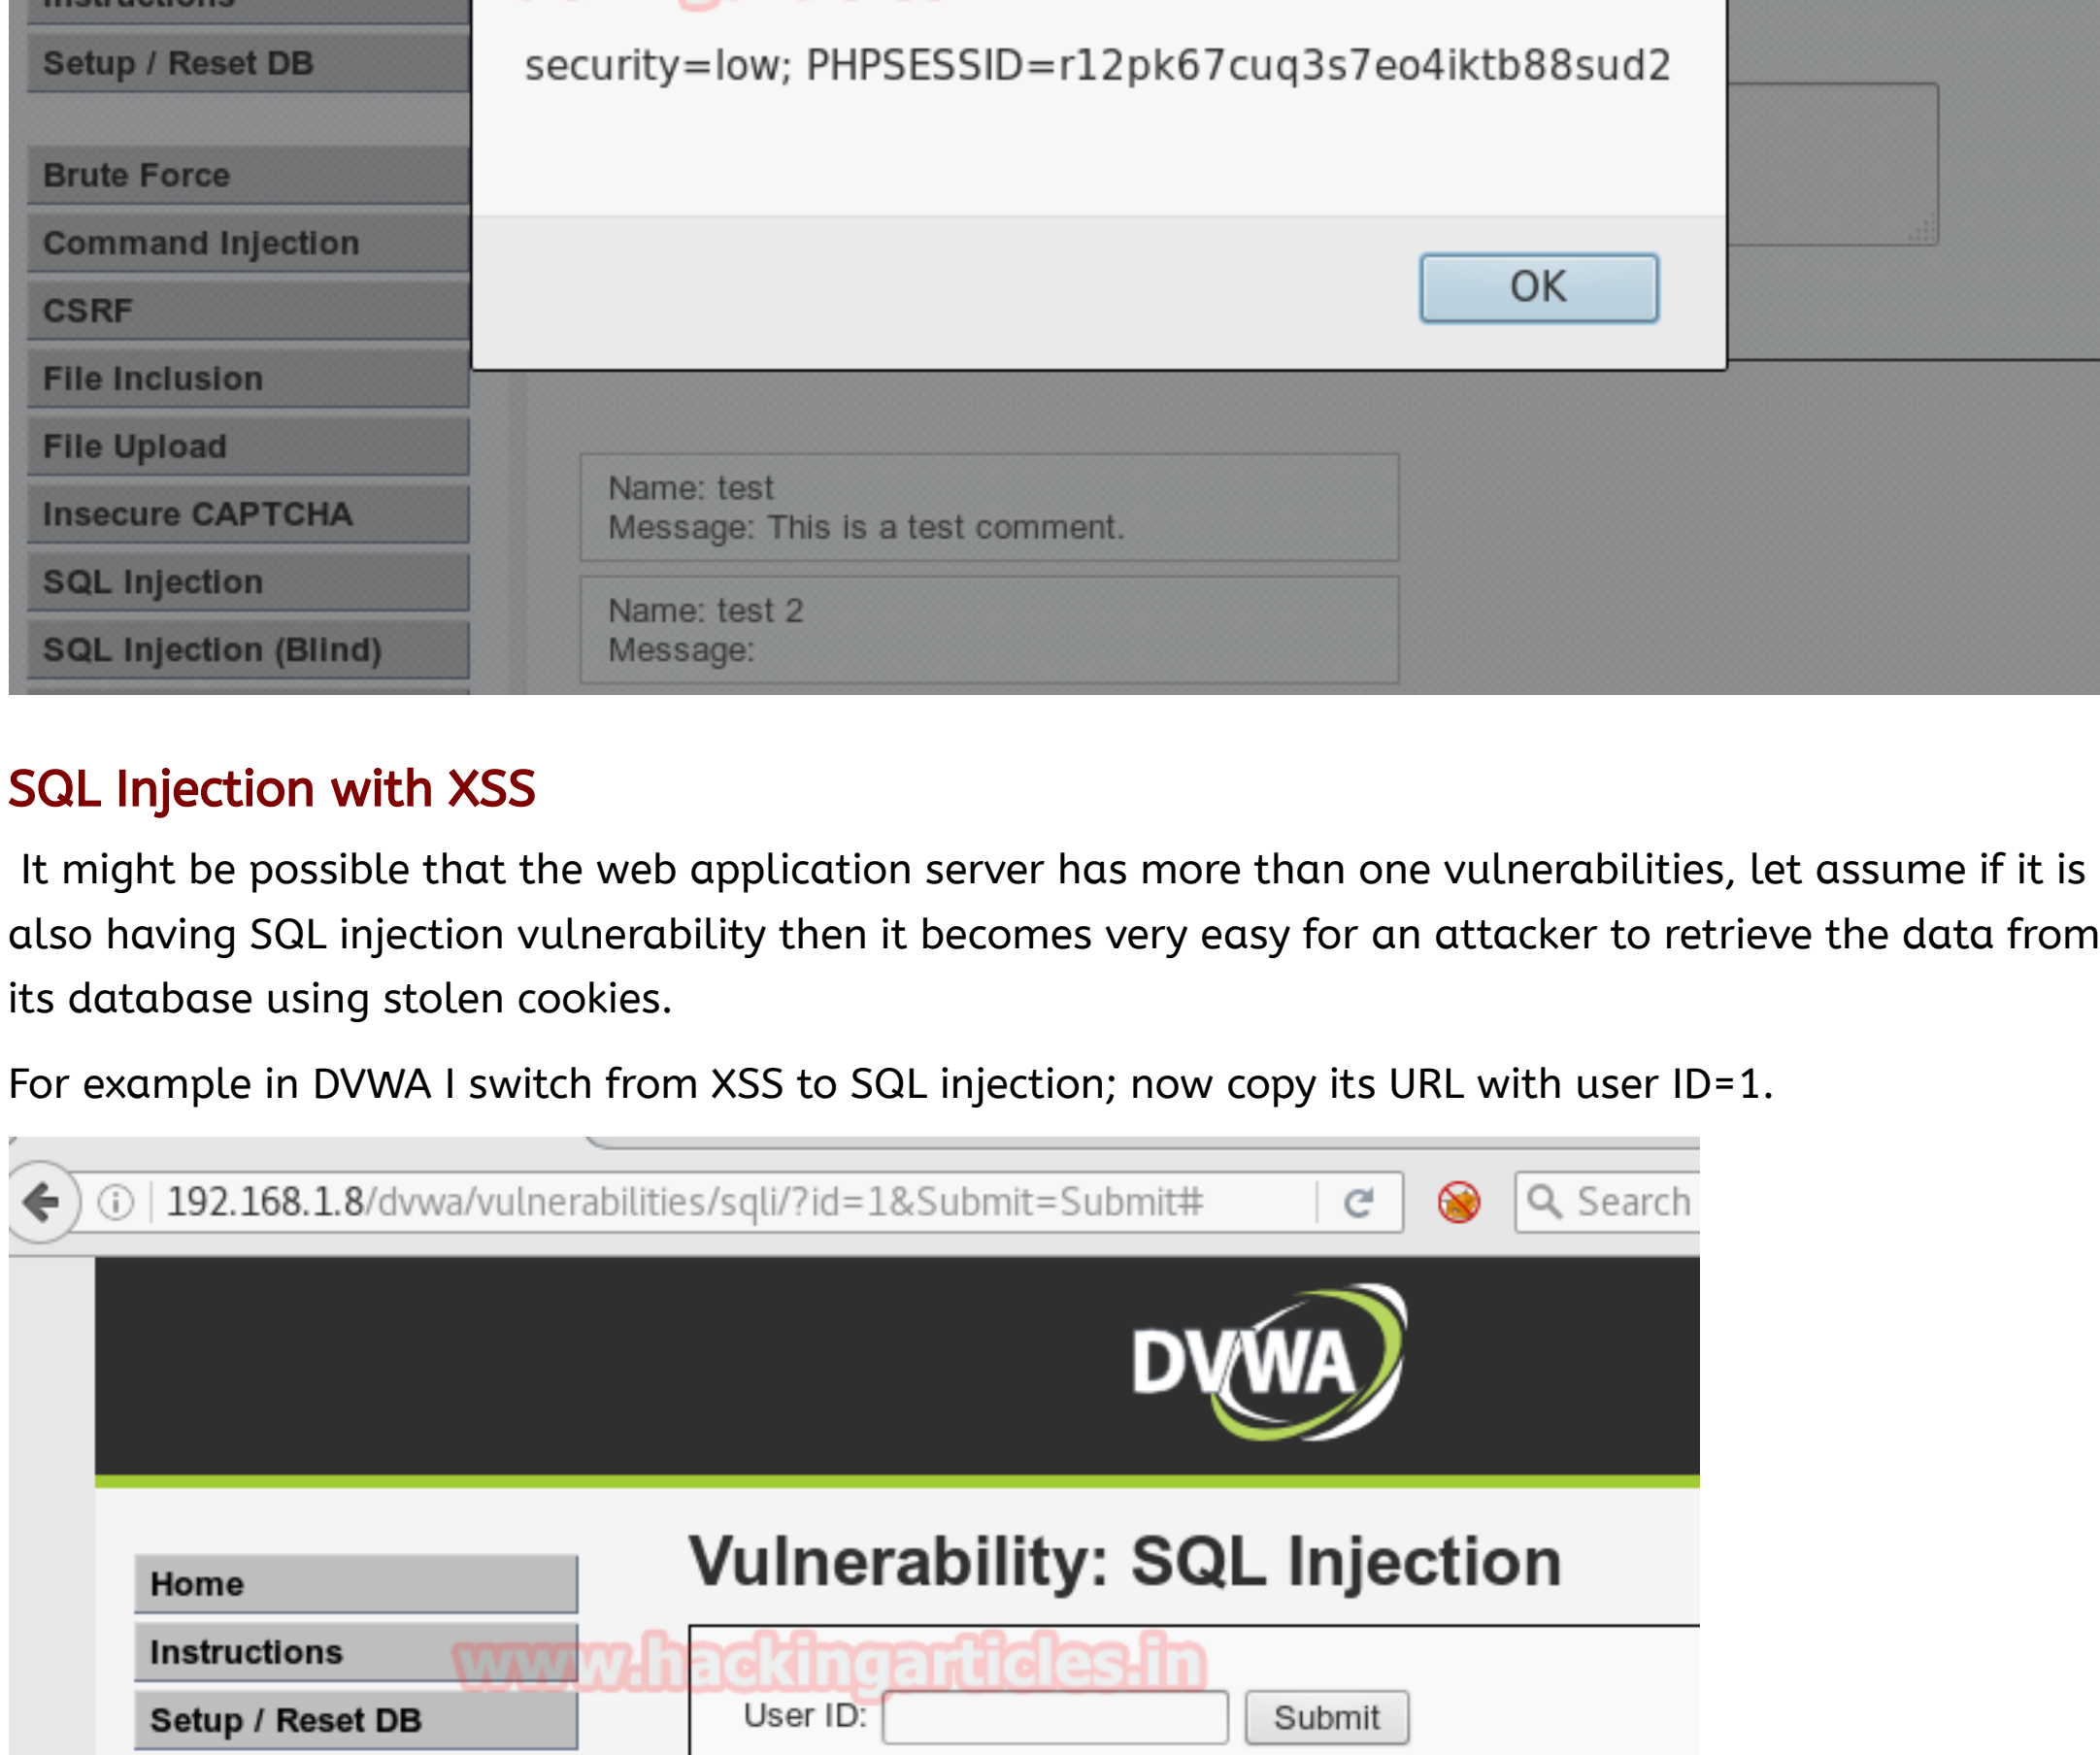 Setup / Reset DB
security=low; PHPSESSID=r12pk67cuq3s7eo4iktb88sud2
Brute Force
Command Injection
OK
CSRF
File Inclusion
File Upload
Insecure CAPTCHA
SQL Injection
SQL Injection (Blind)
Name: test
Message: This is a test comment.
Name: test 2
Message:
SQL Injection with XSS
It might be possible that the web application server has more than one vulnerabilities, let assume if it is
also having SQL injection vulnerability then it becomes very easy for an attacker to retrieve the data from
its database using stolen cookies.
For example in DVWA I switch from XSS to SQL injection; now copy its URL with user ID=1.
192.168.1.8/dvwa/vulnerabilities/sqli/?id=1&Submit=Submit#
Search
DVWA
Vulnerability: SQL Injection
Home
Instructions
www.hackingarticles.in
Setup / Reset DB
User ID:
Submit